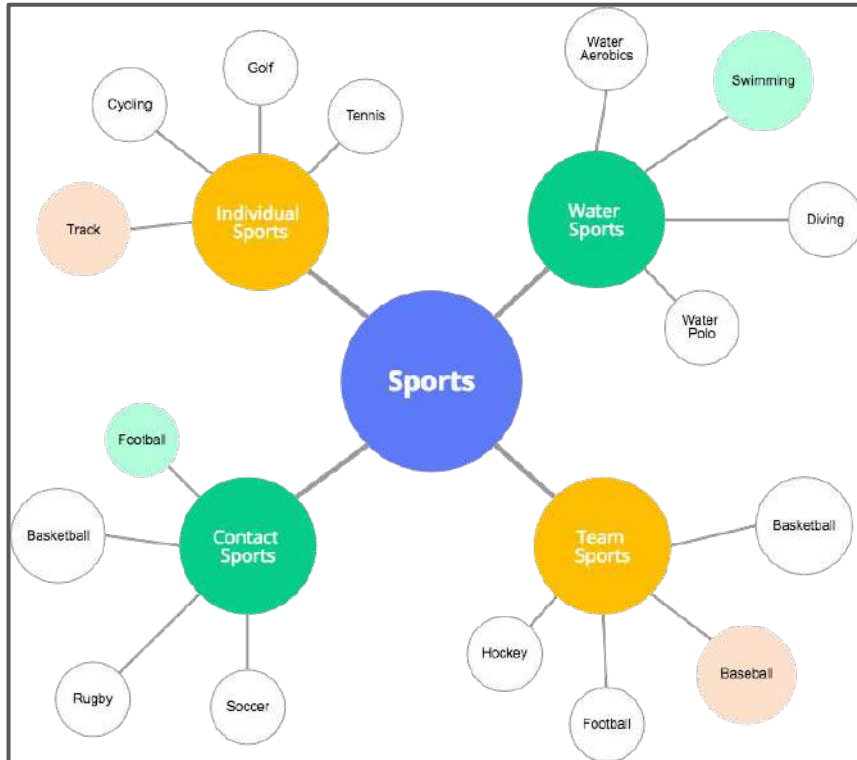 Golf
Cycling
Tennis
Individual
Sports
Track
Water
Aerobics
Swimming
Water
Sports
Diving
Water
Polo
Sports
Football
Basketball
Contact
Sports
Rugby
Soccer
Team
Sports
Basketball
Hockey
Football
Baseball